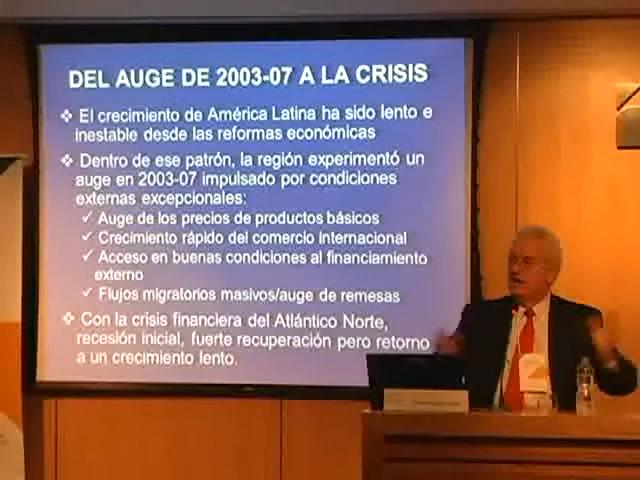 DEL AUGE DE 2003-07 A LA CRISIS
❖ El crecimiento de América Latina ha sido lento e
inestable desde las reformas económicas
❖ Dentro de ese patrón, la región experimentó un
auge en 2003-07 impulsado por condiciones
externas excepcionales:
✓ Auge de los precios de productos básicos
✓ Crecimiento rápido del comercio internacional
✓ Acceso en buenas condiciones al financiamiento
externo
✓ Flujos migratorios masivos/auge de remesas
❖ Con la crisis financiera del Atlántico Norte,
recesión inicial, fuerte recuperación pero retorno
a un crecimiento lento.